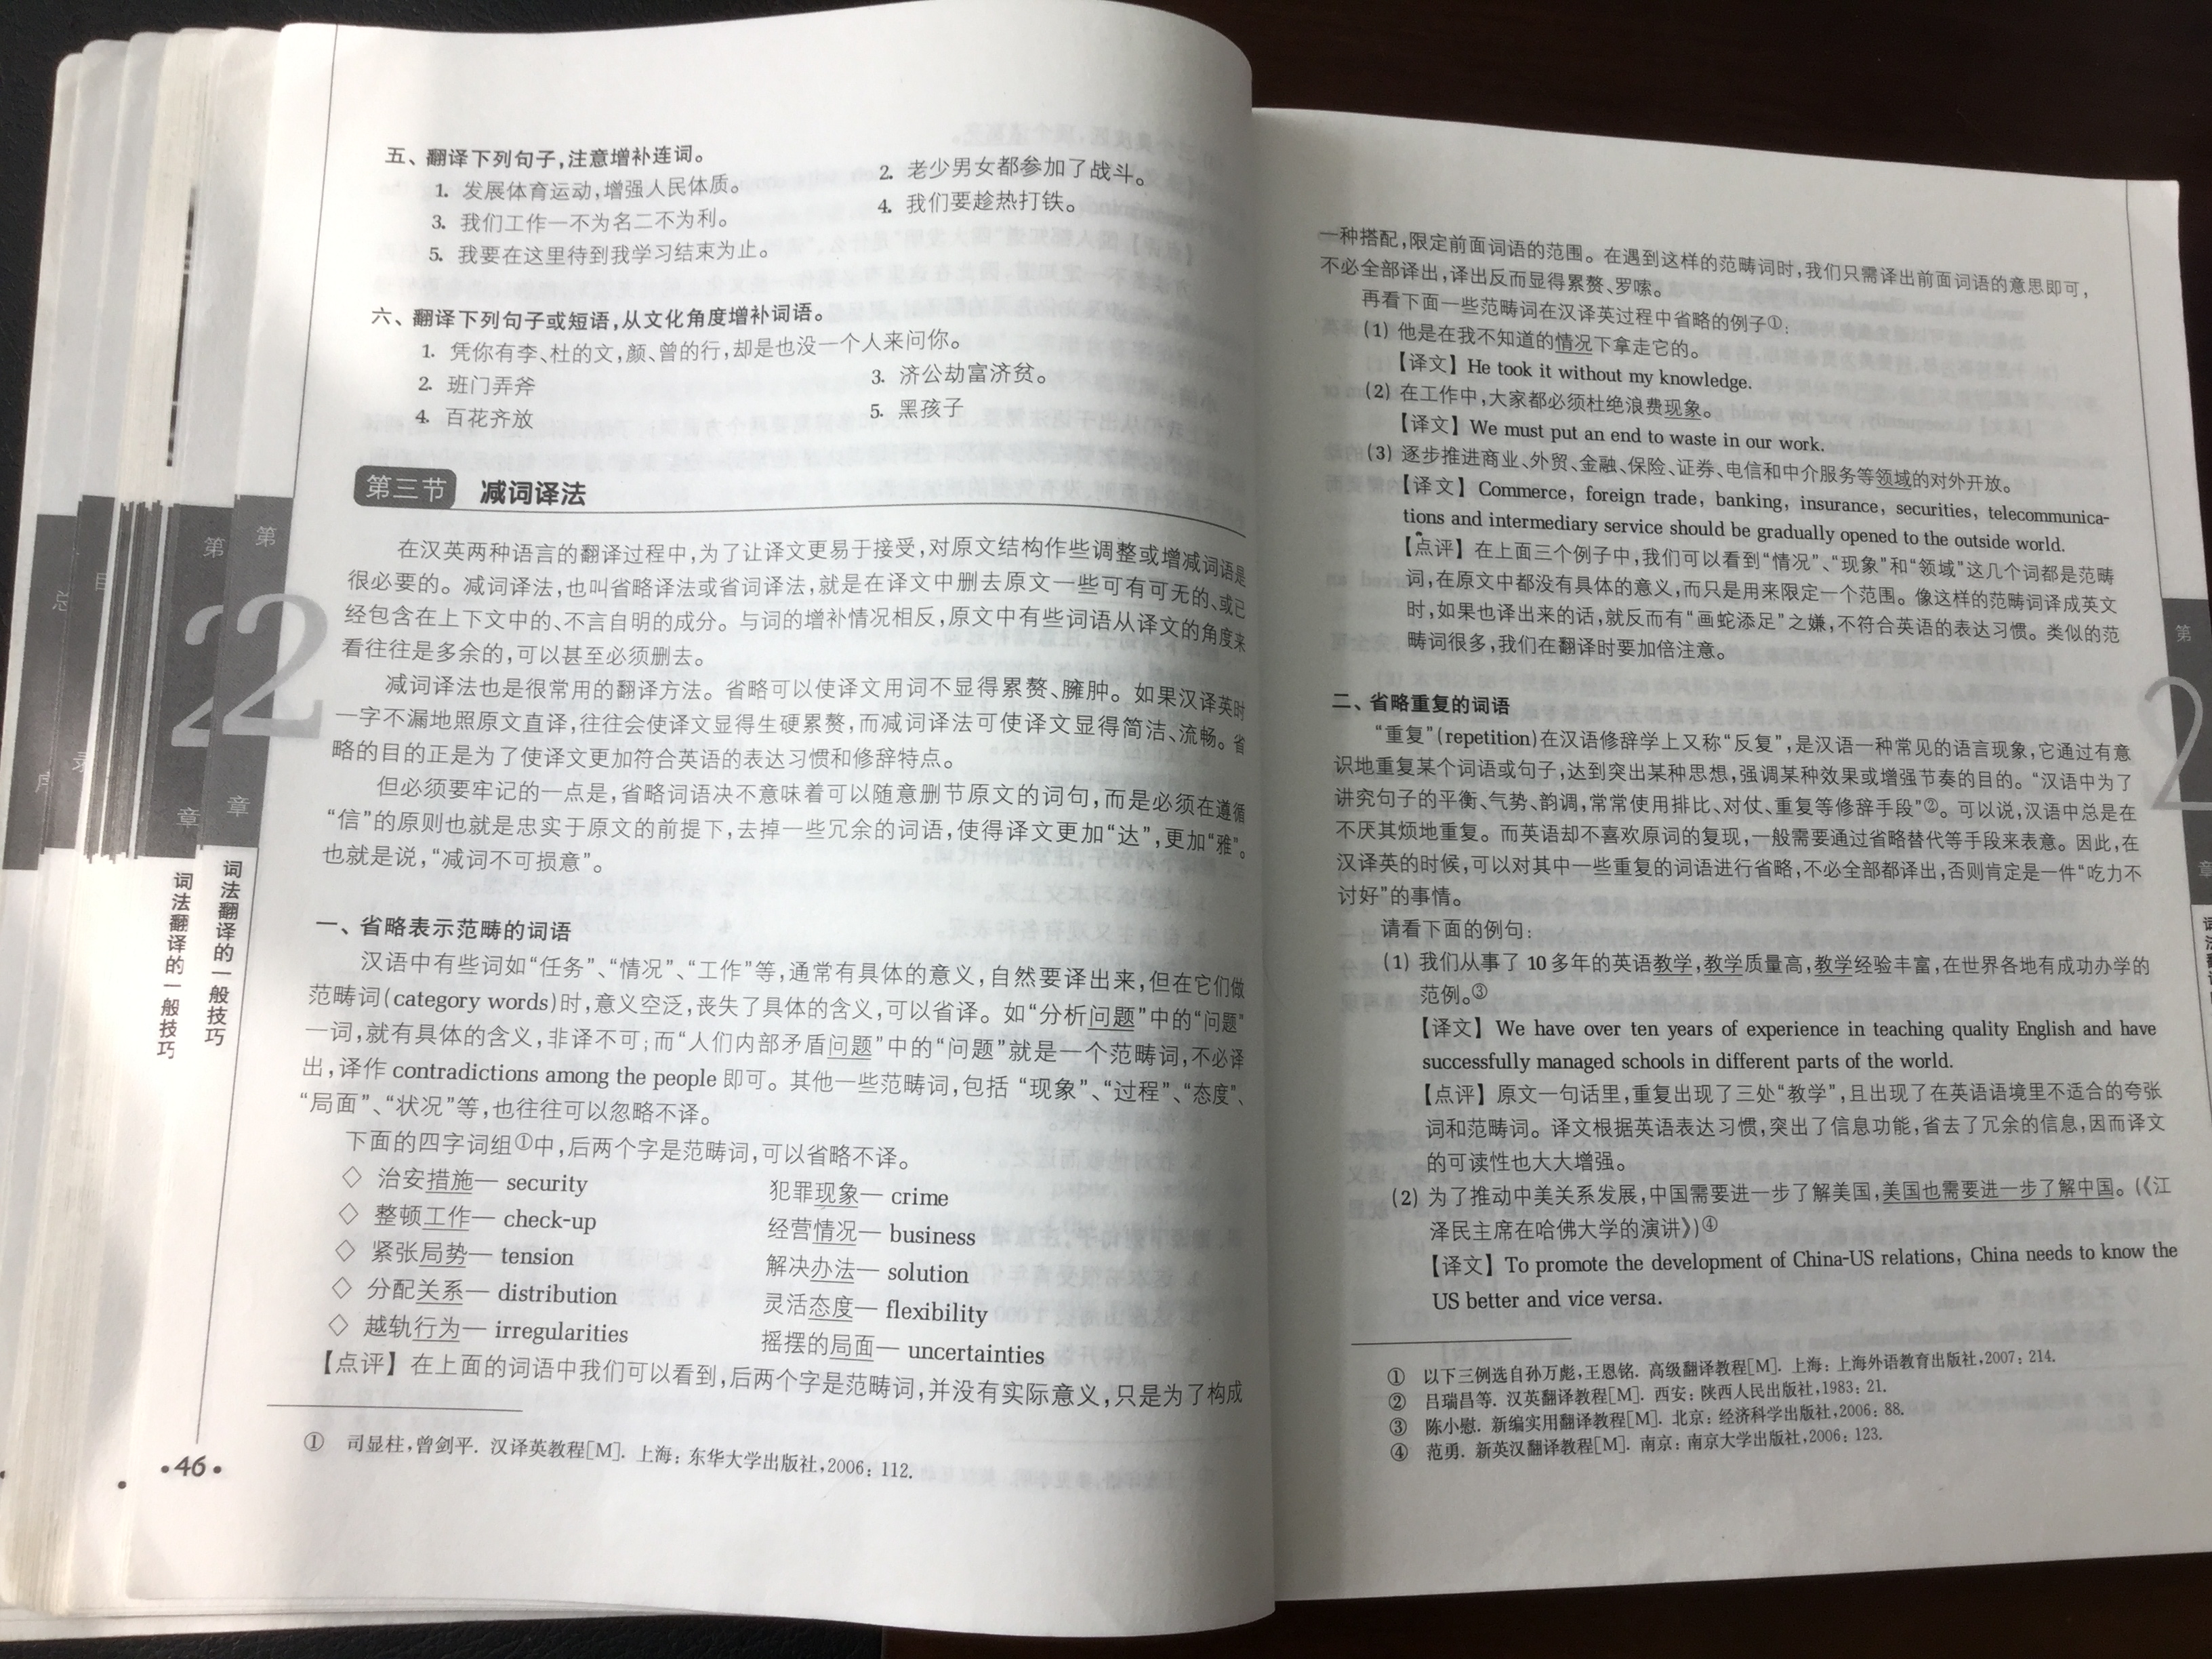 五、翻译下列句子,注意增补连词。
1. 发展体育运动,增强人民体质。
2. 老少男女都参加了战斗。
3. 我们工作一不为名二不为利。
4. 我们要趁热打铁。
5. 我要在这里待到我学习结束为止。
六、翻译下列句子或短语,从文化角度增补词语。
1. 凭你有李、杜的文,颜、曾的行,却是也没一个人来问你。
2. 班门弄斧
3. 济公劫富济贫。
4. 百花齐放
5. 黑孩子
第三节 减词译法
在汉英两种语言的翻译过程中,为了让译文更易于接受,对原文结构作些调整或增减词语是
很必要的。减词译法,也叫省略译法或省词译法,就是在译文中删去原文一些可有可无的、或已
经包含在上下文中的、不言自明的成分。与词的增补情况相反,原文中有些词语从译文的角度来
看往往是多余的,可以甚至必须删去。
减词译法也是很常用的翻译方法。省略可以使译文用词不显得累赘、臃肿。如果汉译英时
一字不漏地照原文直译,往往会使译文显得生硬累赘,而减词译法可使译文显得简洁、流畅。省
略的目的正是为了使译文更加符合英语的表达习惯和修辞特点。
但必须要牢记的一点是,省略词语决不意味着可以随意删节原文的词句,而是必须在遵循
“信”的原则也就是忠实于原文的前提下,去掉一些冗余的词语,使得译文更加“达”,更加“雅”。
也就是说,“减词不可损意”。
一、省略表示范畴的词语
汉语中有些词如“任务”、“情况”、“工作”等,通常有具体的意义,自然要译出来,但在它们做
范畴词(category words)时,意义空泛,丧失了具体的含义,可以省译。如“分析问题”中的“问题”
一词,就有具体的含义,非译不可;而“人们内部矛盾问题”中的“问题”就是一个范畴词,不必译
出,译作 contradictions among the people 即可。其他一些范畴词,包括“现象”、“过程”、“态度”、
“局面”、“状况”等,也往往可以忽略不译。
下面的四字词组①中,后两个字是范畴词,可以省略不译。
◇ 治安措施— security 犯罪现象— crime
◇ 整顿工作— check-up 经营情况— business
◇ 紧张局势— tension 解决办法— solution
◇ 分配关系— distribution 灵活态度— flexibility
◇ 越轨行为— irregularities 摇摆的局面— uncertainties
【点评】在上面的词语中我们可以看到,后两个字是范畴词,并没有实际意义,只是为了构成
① 司显柱,曾剑平. 汉译英教程[M]. 上海:东华大学出版社,2006:112.
·46·
第2章
词法翻译的一般技巧
第2章
词法翻译的一般技巧
一种搭配,限定前面词语的范围。在遇到这样的范畴词时,我们只需译出前面词语的意思即可,
不必全部译出,译出反而显得累赘、罗嗦。
再看下面一些范畴词在汉译英过程中省略的例子①:
(1) 他是在我不知道的情况下拿走它的。
【译文】He took it without my knowledge.
(2) 在工作中,大家都必须杜绝浪费现象。
【译文】We must put an end to waste in our work.
(3) 逐步推进商业、外贸、金融、保险、证券、电信和中介服务等领域的对外开放。
【译文】Commerce, foreign trade, banking, insurance, securities, telecommunica-
tions and intermediary service should be gradually opened to the outside world.
【点评】在上面三个例子中,我们可以看到“情况”、“现象”和“领域”这几个词都是范畴
词,在原文中都没有具体的意义,而只是用来限定一个范围。像这样的范畴词译成英文
时,如果也译出来的话,就反而有“画蛇添足”之嫌,不符合英语的表达习惯。类似的范
畴词很多,我们在翻译时要加倍注意。
二、省略重复的词语
“重复”(repetition)在汉语修辞学上又称“反复”,是汉语一种常见的语言现象,它通过有意
识地重复某个词语或句子,达到突出某种思想,强调某种效果或增强节奏的目的。“汉语中为了
讲究句子的平衡、气势、韵调,常常使用排比、对仗、重复等修辞手段”②。可以说,汉语中总是在
不厌其烦地重复。而英语却不喜欢原词的复现,一般需要通过省略替代等手段来表意。因此,在
汉译英的时候,可以对其中一些重复的词语进行省略,不必全部都译出,否则肯定是一件“吃力不
讨好”的事情。
请看下面的例句:
(1) 我们从事了 10 多年的英语教学,教学质量高,教学经验丰富,在世界各地有成功办学的
范例。③
【译文】We have over ten years of experience in teaching quality English and have
successfully managed schools in different parts of the world.
【点评】原文一句话里,重复出现了三处“教学”,且出现了在英语语境里不适合的夸张
词和范畴词。译文根据英语表达习惯,突出了信息功能,省去了冗余的信息,因而译文
的可读性也大大增强。
(2) 为了推动中美关系发展,中国需要进一步了解美国,美国也需要进一步了解中国。(《江
泽民主席在哈佛大学的演讲》)④
【译文】To promote the development of China-US relations, China needs to know the
US better and vice versa.
① 以下三例选自孙万彪,王恩铭. 高级翻译教程[M]. 上海:上海外语教育出版社,2007:214.
② 吕瑞昌等. 汉英翻译教程[M]. 西安:陕西人民出版社,1983:21.
③ 陈小慰. 新编实用翻译教程[M]. 北京:经济科学出版社,2006:88.
④ 范勇. 新英汉翻译教程[M]. 南京:南京大学出版社,2006:123.
第
2
章